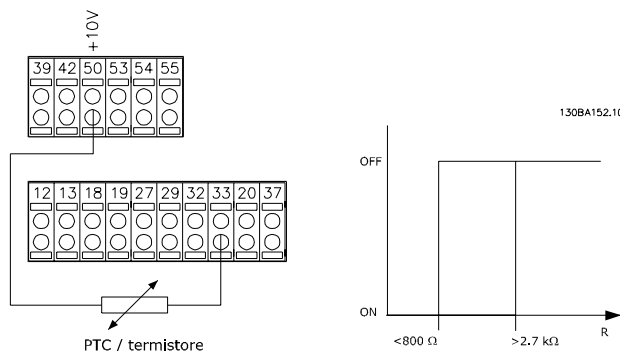 +10V
39 42 50 53 54 55
130BA152.10
12 13 18 19 27 29 32 33 20 37
OFF
ON
<800 Ω
>2.7 kΩ
R
PTC / termistore